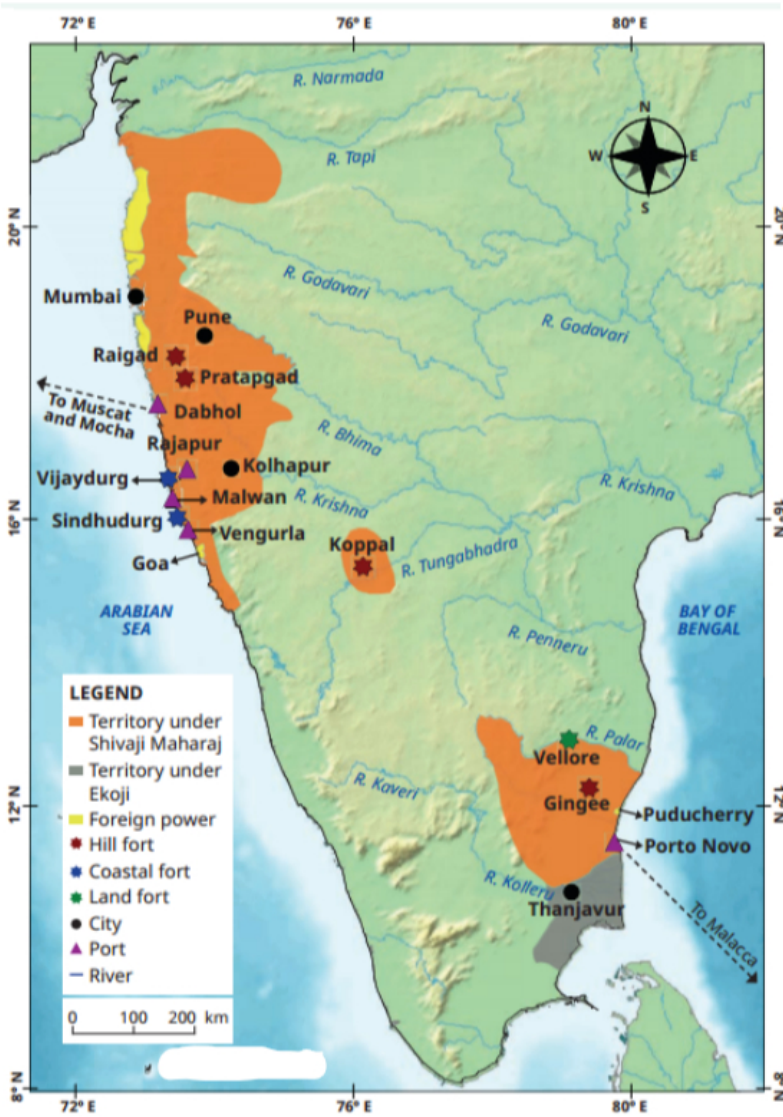 72° E 76° E 80° E
R. Narmada
N
W E
S
R. Tapi
20° N 20° N
R. Godavari
Mumbai
Pune
R. Godavari
Raigad
Pratapgad
To Muscat
and Mocha
Dabhol
R. Bhima
Rajapur
Kolhapur
Vijaydurg
R. Krishna
Malwan
R. Krishna
16° N 16° N
Sindhudurg
Vengurla
Koppal
R. Tungabhadra
Goa
ARABIAN
SEA
BAY OF
BENGAL
R. Penneru
LEGEND
Territory under
Shivaji Maharaj
Territory under
Ekoji
Foreign power
Hill fort
Coastal fort
Land fort
City
Port
River
0 100 200 km
R. Palar
Vellore
R. Kaveri
Gingee
12° N 12° N
Puducherry
Porto Novo
R. Kolleru
Thanjavur
To Malacca
8° N 8° N
72° E 76° E 80° E